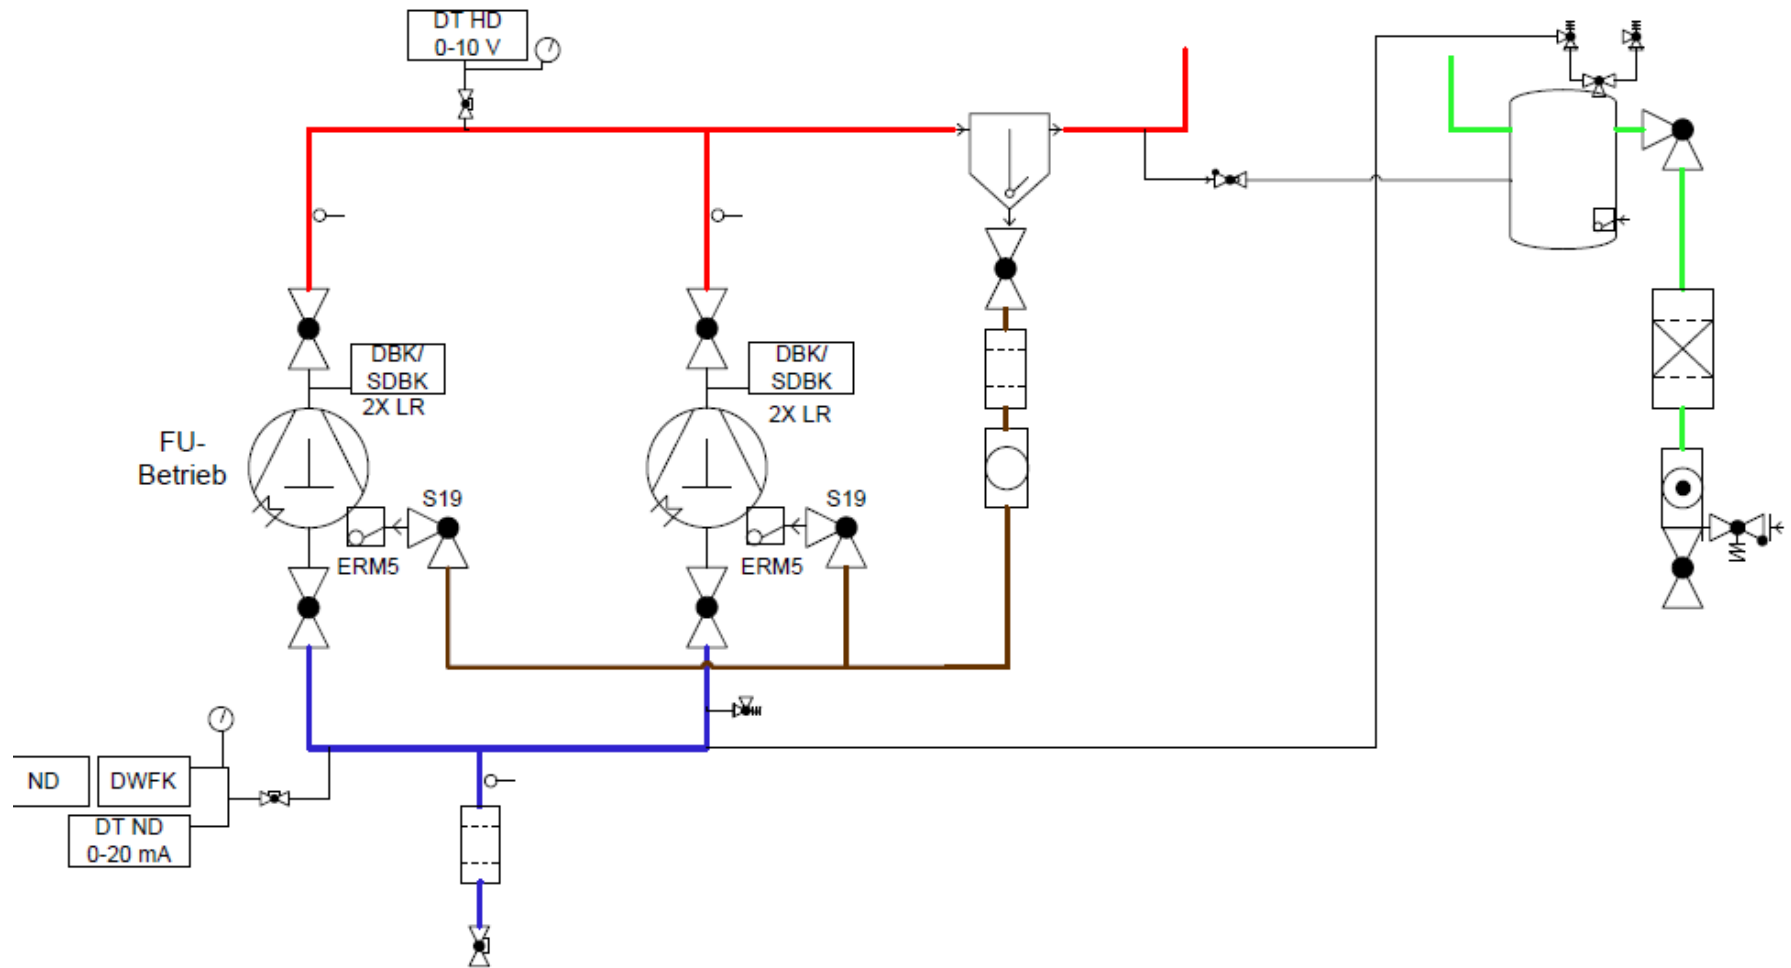 DT HD
0-10 V
DBK/
SDBK
2X LR
DBK/
SDBK
2X LR
FU-
Betrieb
S19
ERM5
S19
ERM5
ND
DWFK
DT ND
0-20 mA